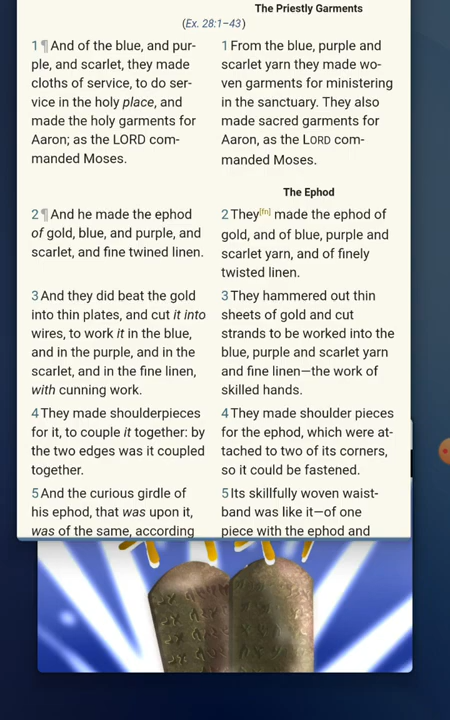 The Priestly Garments
(Ex. 28:1–43)
1 ¶ And of the blue, and pur-
ple, and scarlet, they made
cloths of service, to do ser-
vice in the holy place, and
made the holy garments for
Aaron; as the LORD com-
manded Moses.
1 From the blue, purple and
scarlet yarn they made wo-
ven garments for ministering
in the sanctuary. They also
made sacred garments for
Aaron, as the LORD com-
manded Moses.
The Ephod
2 ¶ And he made the ephod
of gold, blue, and purple, and
scarlet, and fine twined linen.
2 They[fn] made the ephod of
gold, and of blue, purple and
scarlet yarn, and of finely
twisted linen.
3 And they did beat the gold
into thin plates, and cut it into
wires, to work it in the blue,
and in the purple, and in the
scarlet, and in the fine linen,
with cunning work.
3 They hammered out thin
sheets of gold and cut
strands to be worked into the
blue, purple and scarlet yarn
and fine linen—the work of
skilled hands.
4 They made shoulderpieces
for it, to couple it together: by
the two edges was it coupled
together.
4 They made shoulder pieces
for the ephod, which were at-
tached to two of its corners,
so it could be fastened.
5 And the curious girdle of
his ephod, that was upon it,
was of the same, according
5 Its skillfully woven waist-
band was like it—of one
piece with the ephod and